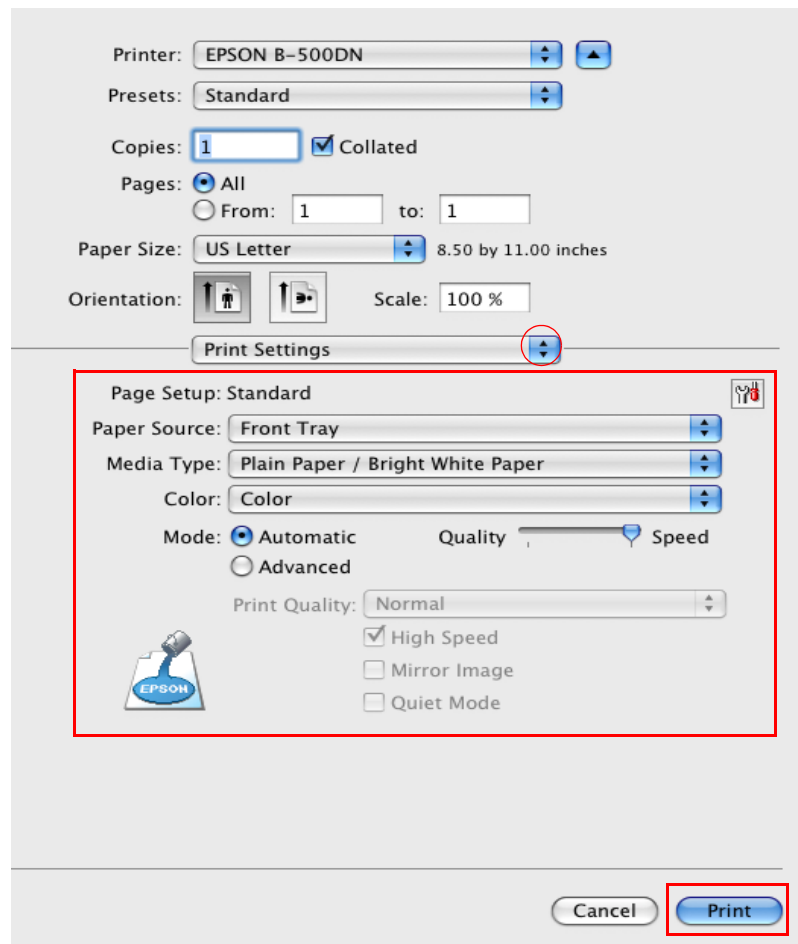 Printer: EPSON B-500DN
Presets: Standard
Copies: 1 Collated
Pages: All
From: 1 to: 1
Paper Size: US Letter 8.50 by 11.00 inches
Orientation: Scale: 100 %
Print Settings
Page Setup: Standard
Paper Source: Front Tray
Media Type: Plain Paper / Bright White Paper
Color: Color
Mode: Automatic Quality Speed
Advanced
Print Quality: Normal
High Speed
Mirror Image
EPSON
Quiet Mode
Cancel Print